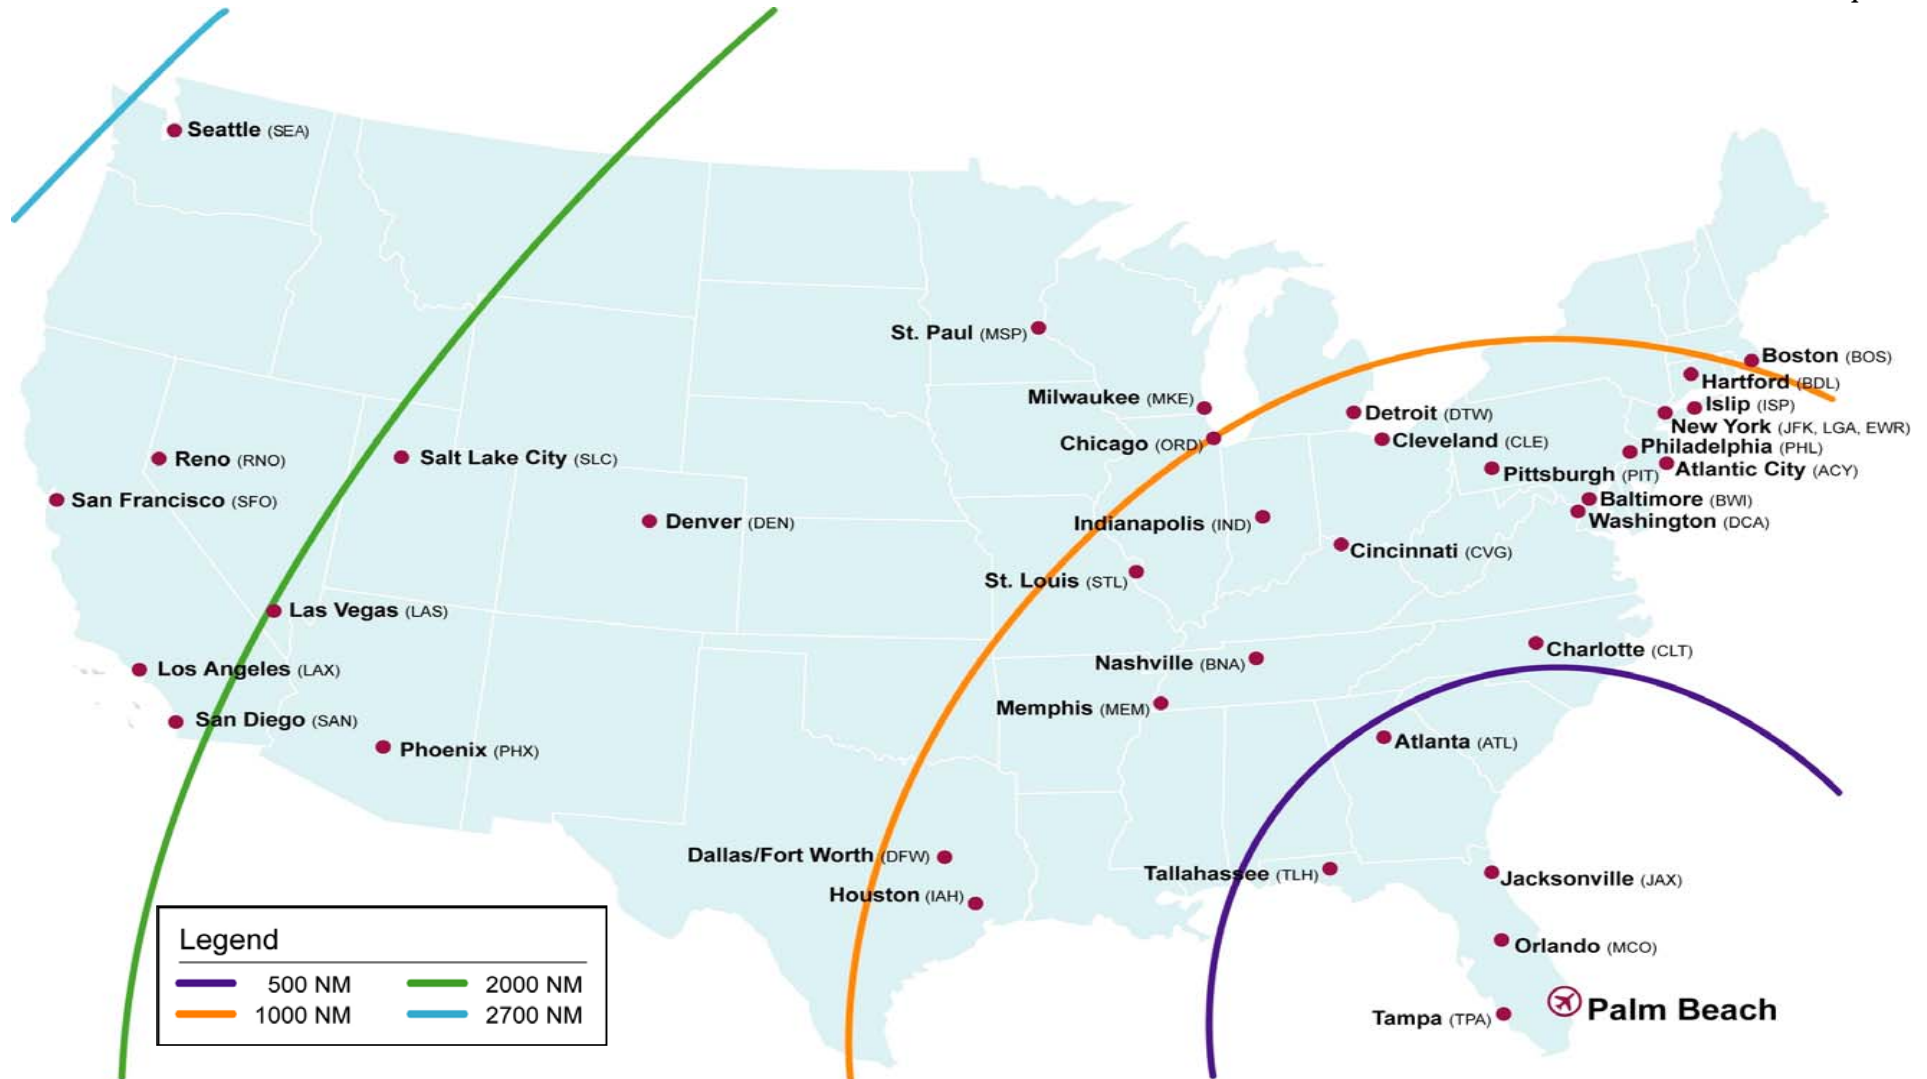 p
Seattle (SEA)
St. Paul (MSP)
Boston (BOS)
Hartford (BDL)
Milwaukee (MKE)
Islip (ISP)
Detroit (DTW)
New York (JFK, LGA, EWR)
Chicago (ORD)
Cleveland (CLE)
Philadelphia (PHL)
Reno (RNO)
Salt Lake City (SLC)
Pittsburgh (PIT)
Atlantic City (ACY)
San Francisco (SFO)
Baltimore (BWI)
Denver (DEN)
Indianapolis (IND)
Washington (DCA)
Cincinnati (CVG)
St. Louis (STL)
Las Vegas (LAS)
Charlotte (CLT)
Nashville (BNA)
Los Angeles (LAX)
Memphis (MEM)
San Diego (SAN)
Atlanta (ATL)
Phoenix (PHX)
Dallas/Fort Worth (DFW)
Tallahassee (TLH)
Jacksonville (JAX)
Houston (IAH)
Orlando (MCO)
Palm Beach
Tampa (TPA)
Legend
500 NM
2000 NM
1000 NM
2700 NM